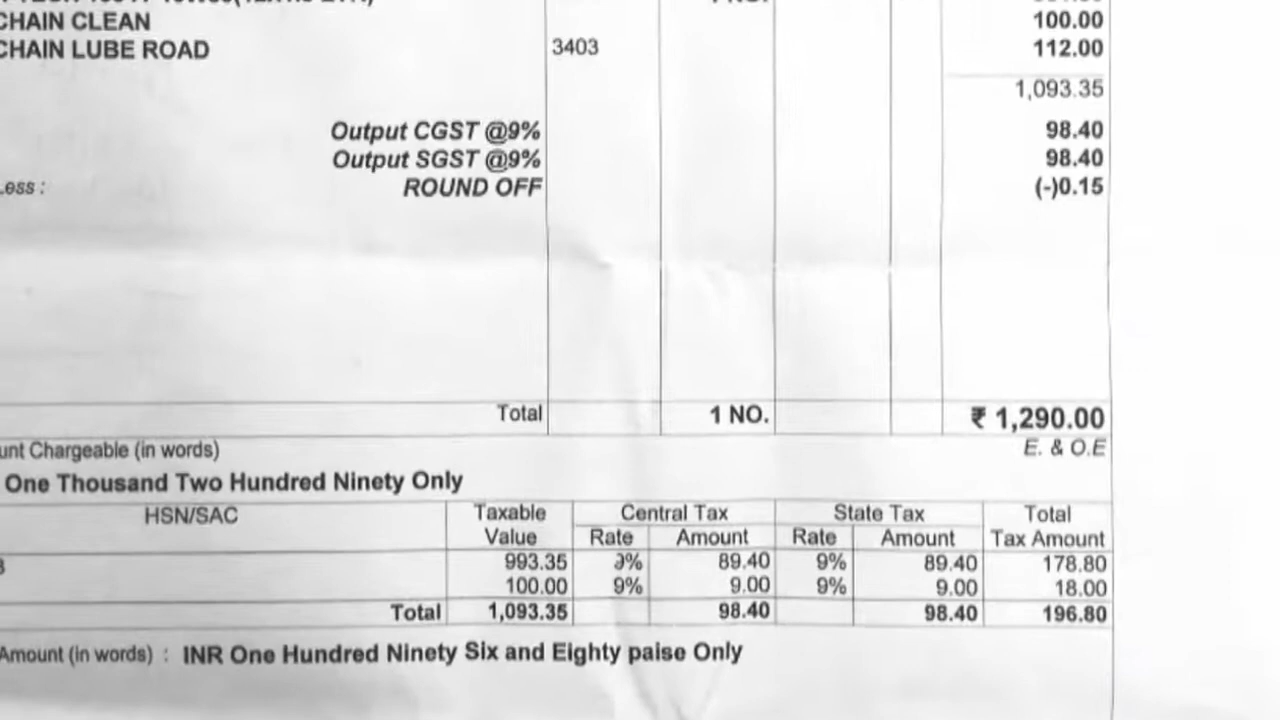 CHAIN CLEAN 100.00
CHAIN LUBE ROAD 3403 112.00
1,093.35
Output CGST @9% 98.40
Output SGST @9% 98.40
Less : ROUND OFF (-)0.15
Total 1 NO. ₹ 1,290.00
Chargeable (in words) E. & O.E
One Thousand Two Hundred Ninety Only
HSN/SAC Taxable Central Tax State Tax Total
Value Rate Amount Rate Amount Tax Amount
993.35 9% 89.40 9% 89.40 178.80
100.00 9% 9.00 9% 9.00 18.00
Total 1,093.35 98.40 98.40 196.80
Amount (in words) : INR One Hundred Ninety Six and Eighty paise Only